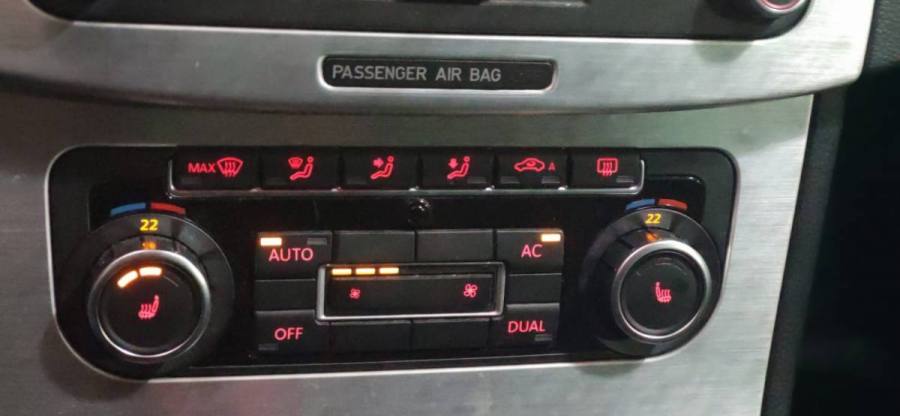 PASSENGER AIR BAG
MAX
A
22
22
AUTO
AC
OFF
DUAL